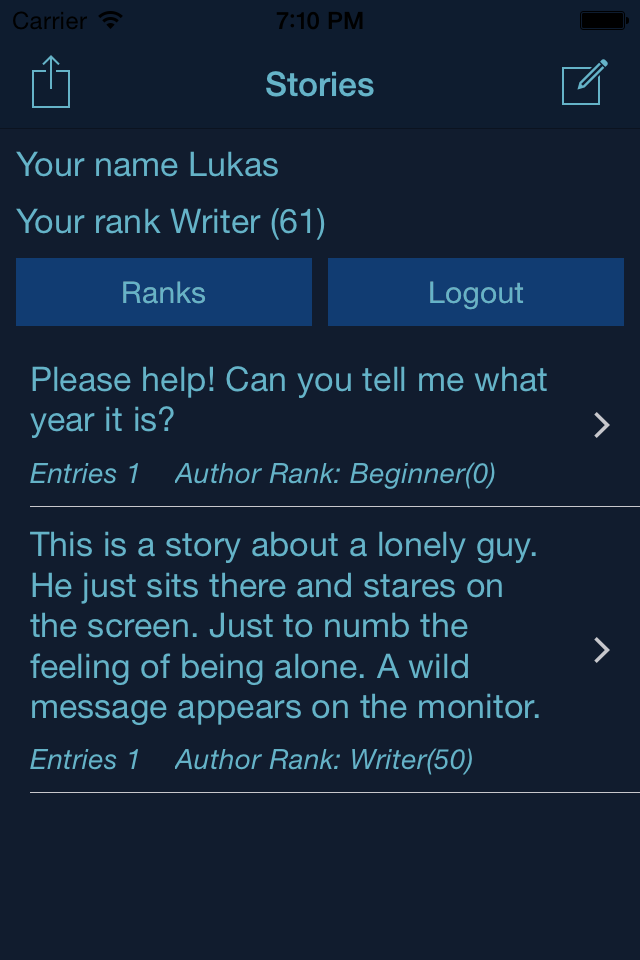 Carrier 7:10 PM
Stories
Your name Lukas
Your rank Writer (61)
Ranks Logout
Please help! Can you tell me what
year it is?
Entries 1 Author Rank: Beginner(0)
This is a story about a lonely guy.
He just sits there and stares on
the screen. Just to numb the
feeling of being alone. A wild
message appears on the monitor.
Entries 1 Author Rank: Writer(50)